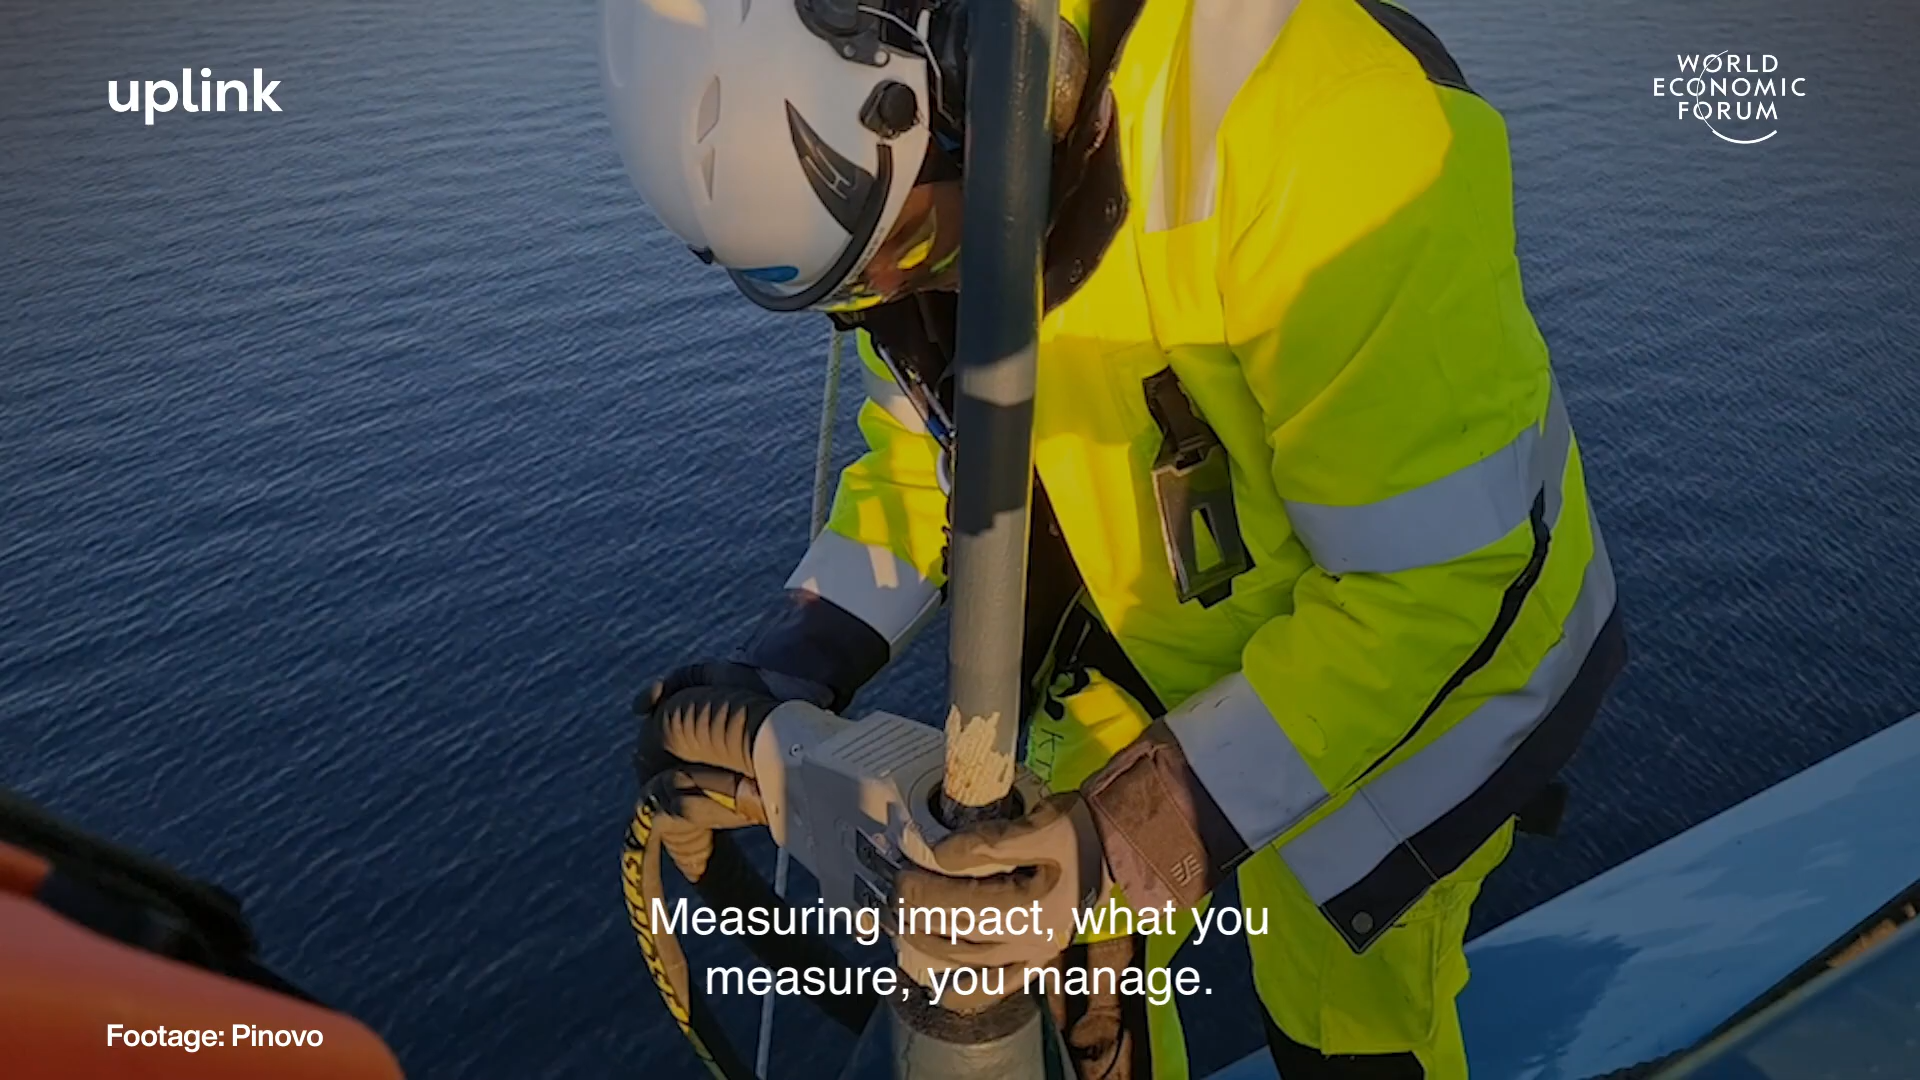 uplink
WORLD
ECONOMIC
FORUM
Measuring impact, what you
measure, you manage.
Footage: Pinovo